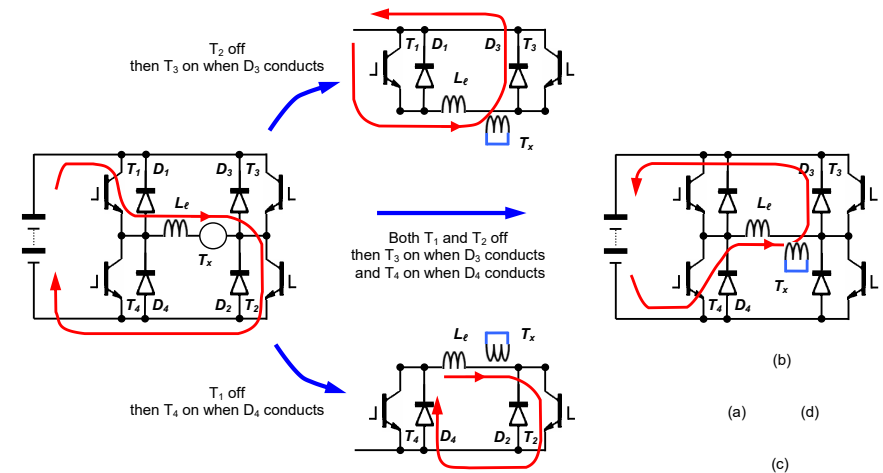 T₂ off
then T₃ on when D₃ conducts
T₁ D₁ D₃ T₃
Lℓ
Tₓ
T₁ D₁ D₃ T₃
Lℓ
Tₓ
T₄ D₄ D₂ T₂
Both T₁ and T₂ off
then T₃ on when D₃ conducts
and T₄ on when D₄ conducts
D₃ T₃
Lℓ
Tₓ
T₄ D₄
T₁ off
then T₄ on when D₄ conducts
Lℓ Tₓ
T₄ D₄ D₂ T₂
(b)
(a) (d)
(c)